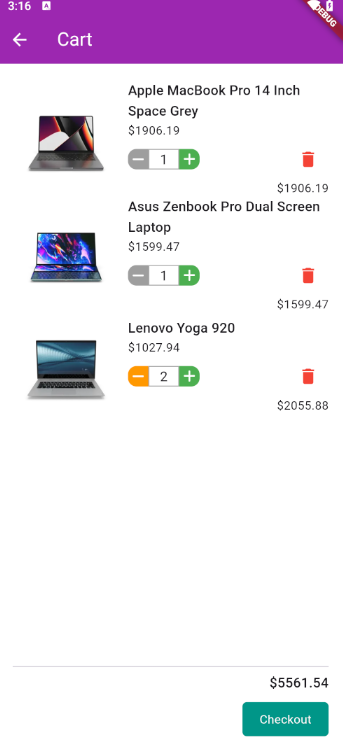 3:16 A
DEBUG
Cart
Apple MacBook Pro 14 Inch
Space Grey
$1906.19
1
$1906.19
Asus Zenbook Pro Dual Screen
Laptop
$1599.47
1
$1599.47
Lenovo Yoga 920
$1027.94
2
$2055.88
$5561.54
Checkout